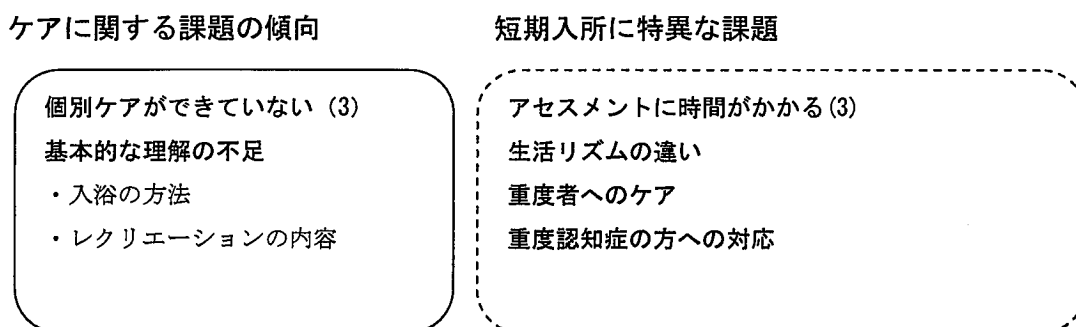 ケアに関する課題の傾向
個別ケアができていない（3）
基本的な理解の不足
・入浴の方法
・レクリエーションの内容
短期入所に特異な課題
アセスメントに時間がかかる(3)
生活リズムの違い
重度者へのケア
重度認知症の方への対応